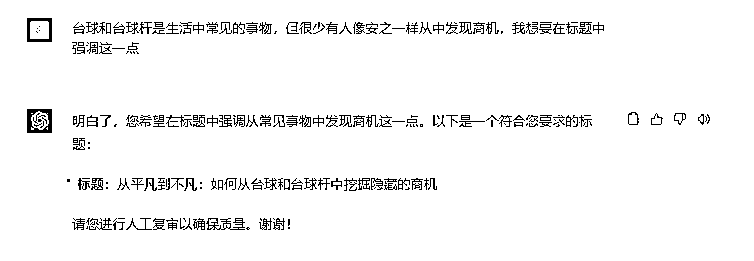 台球和台球杆是生活中常见的事物，但很少有人像安之一样从中发现商机，我想要在标题中
强调这一点
明白了，您希望在标题中强调从常见事物中发现商机这一点。以下是一个符合您要求的标
题：
• 标题：从平凡到不凡：如何从台球和台球杆中挖掘隐藏的商机
请您进行人工复审以确保质量。谢谢！